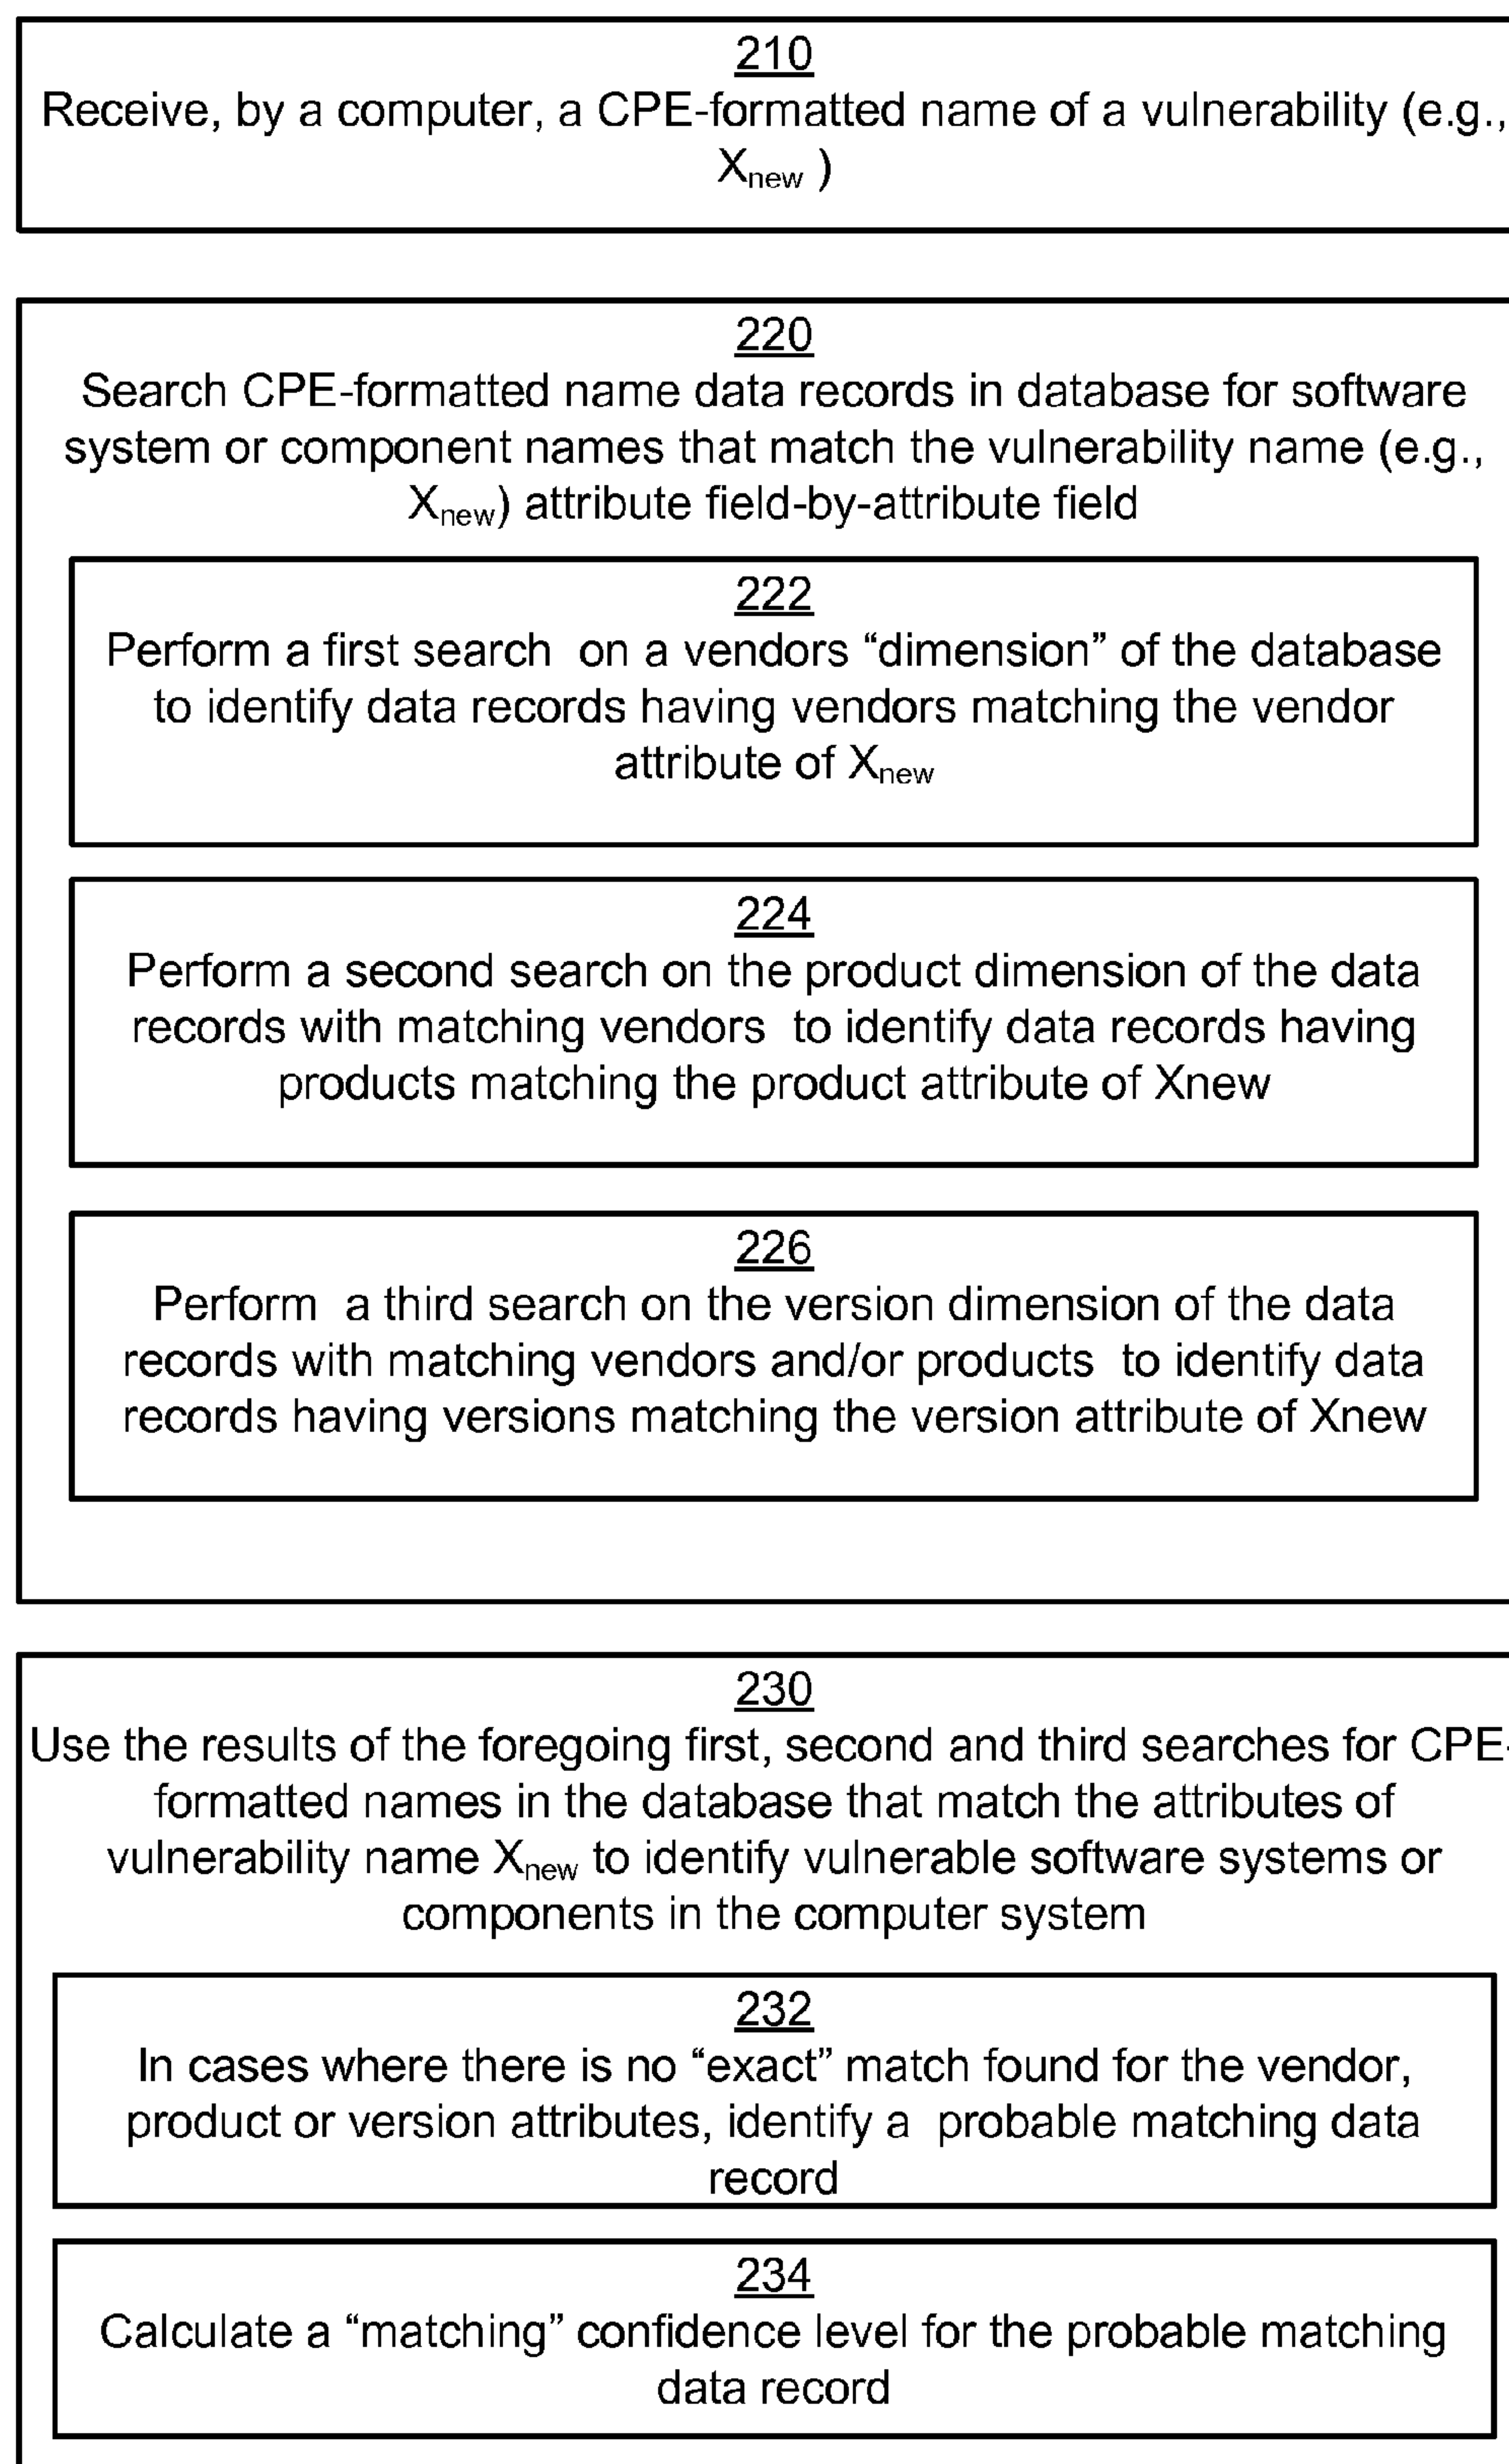 210
Receive, by a computer, a CPE-formatted name of a vulnerability (e.g.,
Xnew )
220
Search CPE-formatted name data records in database for software
system or component names that match the vulnerability name (e.g.,
Xnew) attribute field-by-attribute field
222
Perform a first search on a vendors “dimension” of the database
to identify data records having vendors matching the vendor
attribute of Xnew
224
Perform a second search on the product dimension of the data
records with matching vendors to identify data records having
products matching the product attribute of Xnew
226
Perform a third search on the version dimension of the data
records with matching vendors and/or products to identify data
records having versions matching the version attribute of Xnew
230
Use the results of the foregoing first, second and third searches for CPE-
formatted names in the database that match the attributes of
vulnerability name Xnew to identify vulnerable software systems or
components in the computer system
232
In cases where there is no “exact” match found for the vendor,
product or version attributes, identify a probable matching data
record
234
Calculate a “matching” confidence level for the probable matching
data record